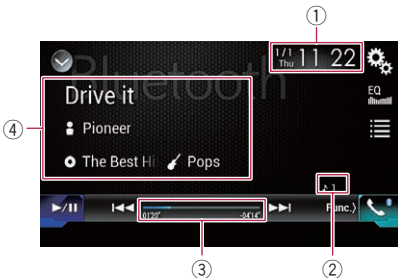 ①
Bluetooth
1/1
Thu
11 22
EQ
Drive it
④
Pioneer
The Best Hi
Pops
1
01'20"
-04'14"
Func.
③
②